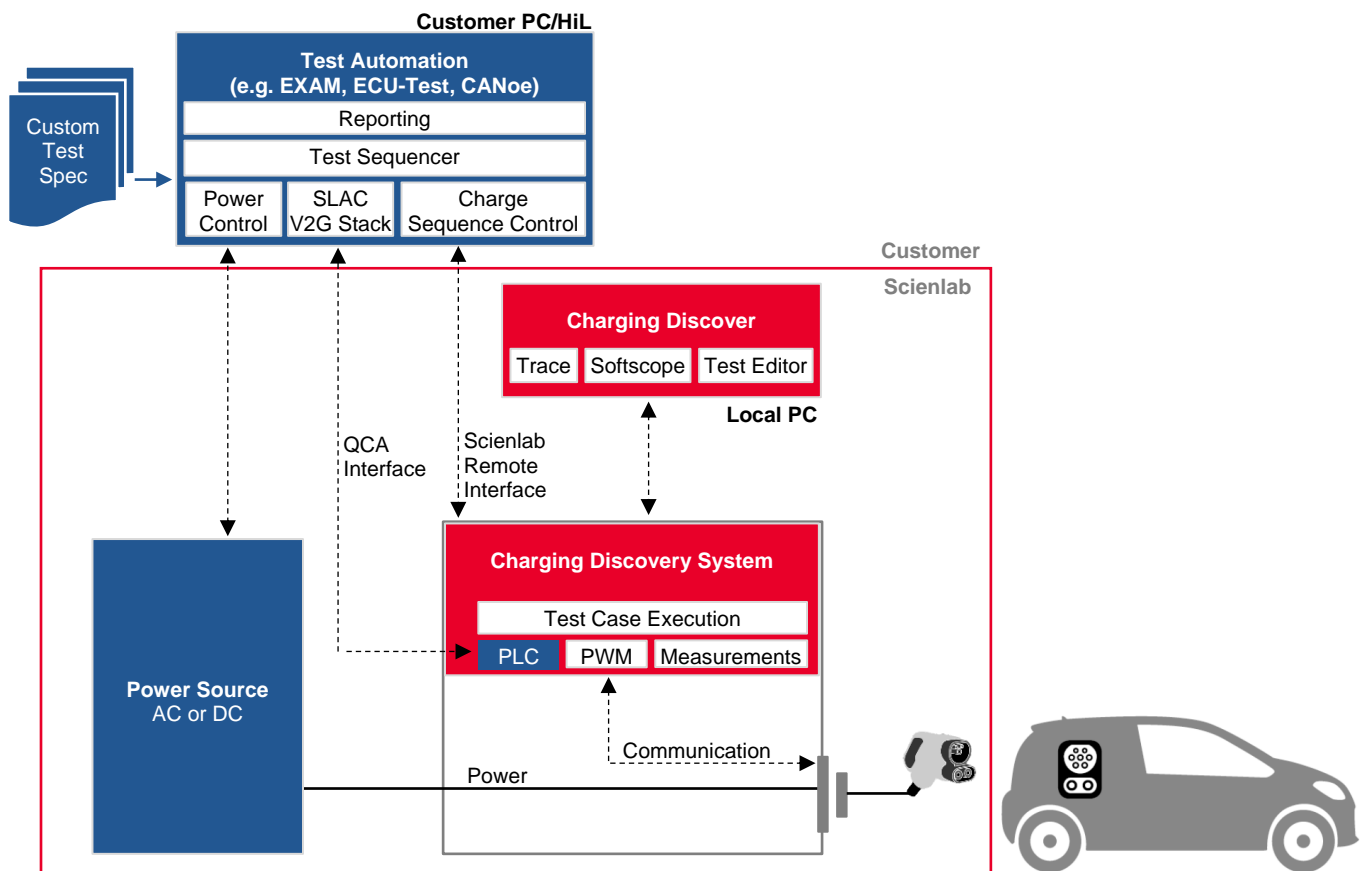 Customer PC/HiL
Test Automation
(e.g. EXAM, ECU-Test, CANoe)
Reporting
Test Sequencer
Power
Control
SLAC
V2G Stack
Charge
Sequence Control
Custom
Test
Spec
Customer
Scienlab
Charging Discover
Trace
Softscope
Test Editor
Local PC
QCA
Interface
Scienlab
Remote
Interface
Charging Discovery System
Test Case Execution
PLC
PWM
Measurements
Power Source
AC or DC
Communication
Power